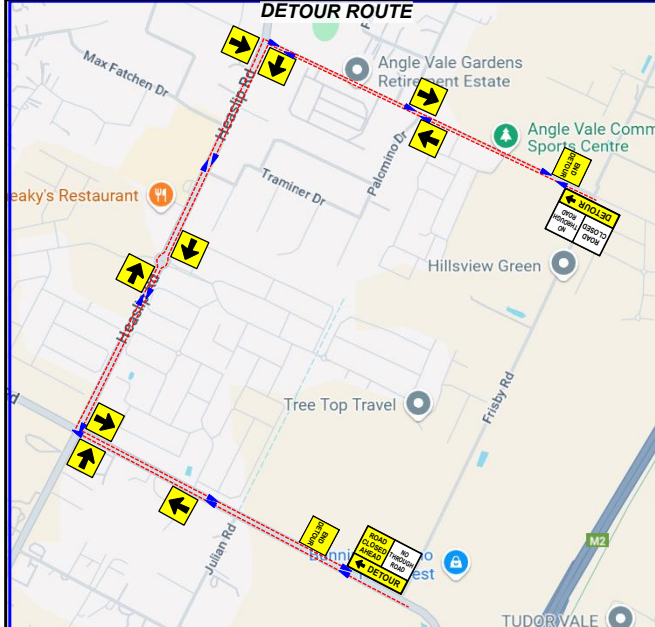 DETOUR ROUTE
Max Fatchen Dr
Heaslip Rd
Angle Vale Gardens
Retirement Estate
Angle Vale Comm
Sports Centre
Palomino Dr
Traminer Dr
eaky's Restaurant
END
DETOUR
DETOUR
ROAD
CLOSED
NO
THROUGH
ROAD
Hillsview Green
Heaslip Rd
Tree Top Travel
Frisby Rd
Julian Rd
END
DETOUR
ROAD
CLOSED
AHEAD
NO
THROUGH
ROAD
DETOUR
M2
TUDOR VALE